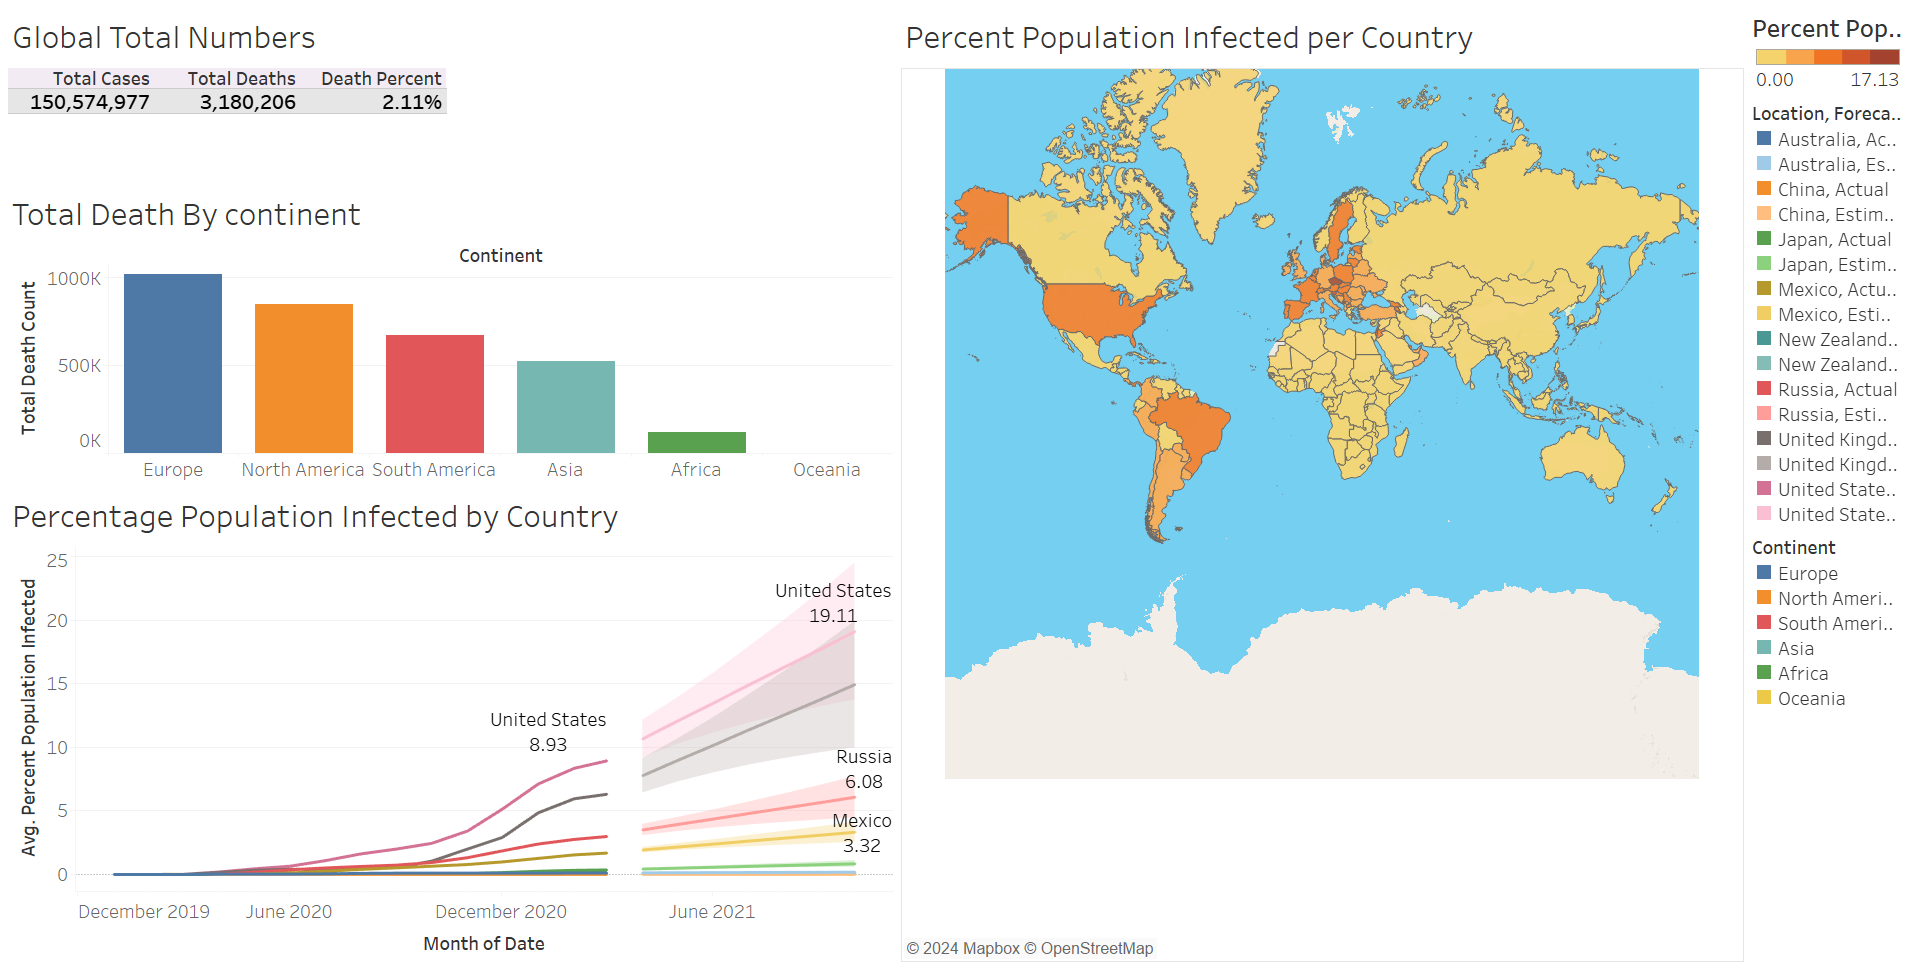 Global Total Numbers
Total Cases Total Deaths Death Percent
150,574,977 3,180,206 2.11%
Total Death By continent
Continent
Total Death Count
1000K
500K
0K
Europe North America South America Asia Africa Oceania
Percentage Population Infected by Country
Avg. Percent Population Infected
25
20
15
10
5
0
United States
19.11
United States
8.93
Russia
6.08
Mexico
3.32
December 2019 June 2020 December 2020 June 2021
Month of Date
Percent Population Infected per Country
© 2024 Mapbox © OpenStreetMap
Percent Pop..
0.00 17.13
Location, Foreca..
Australia, Ac..
Australia, Es..
China, Actual
China, Estim..
Japan, Actual
Japan, Estim..
Mexico, Actu..
Mexico, Esti..
New Zealand..
New Zealand..
Russia, Actual
Russia, Esti..
United Kingd..
United Kingd..
United State..
United State..
Continent
Europe
North Ameri..
South Ameri..
Asia
Africa
Oceania